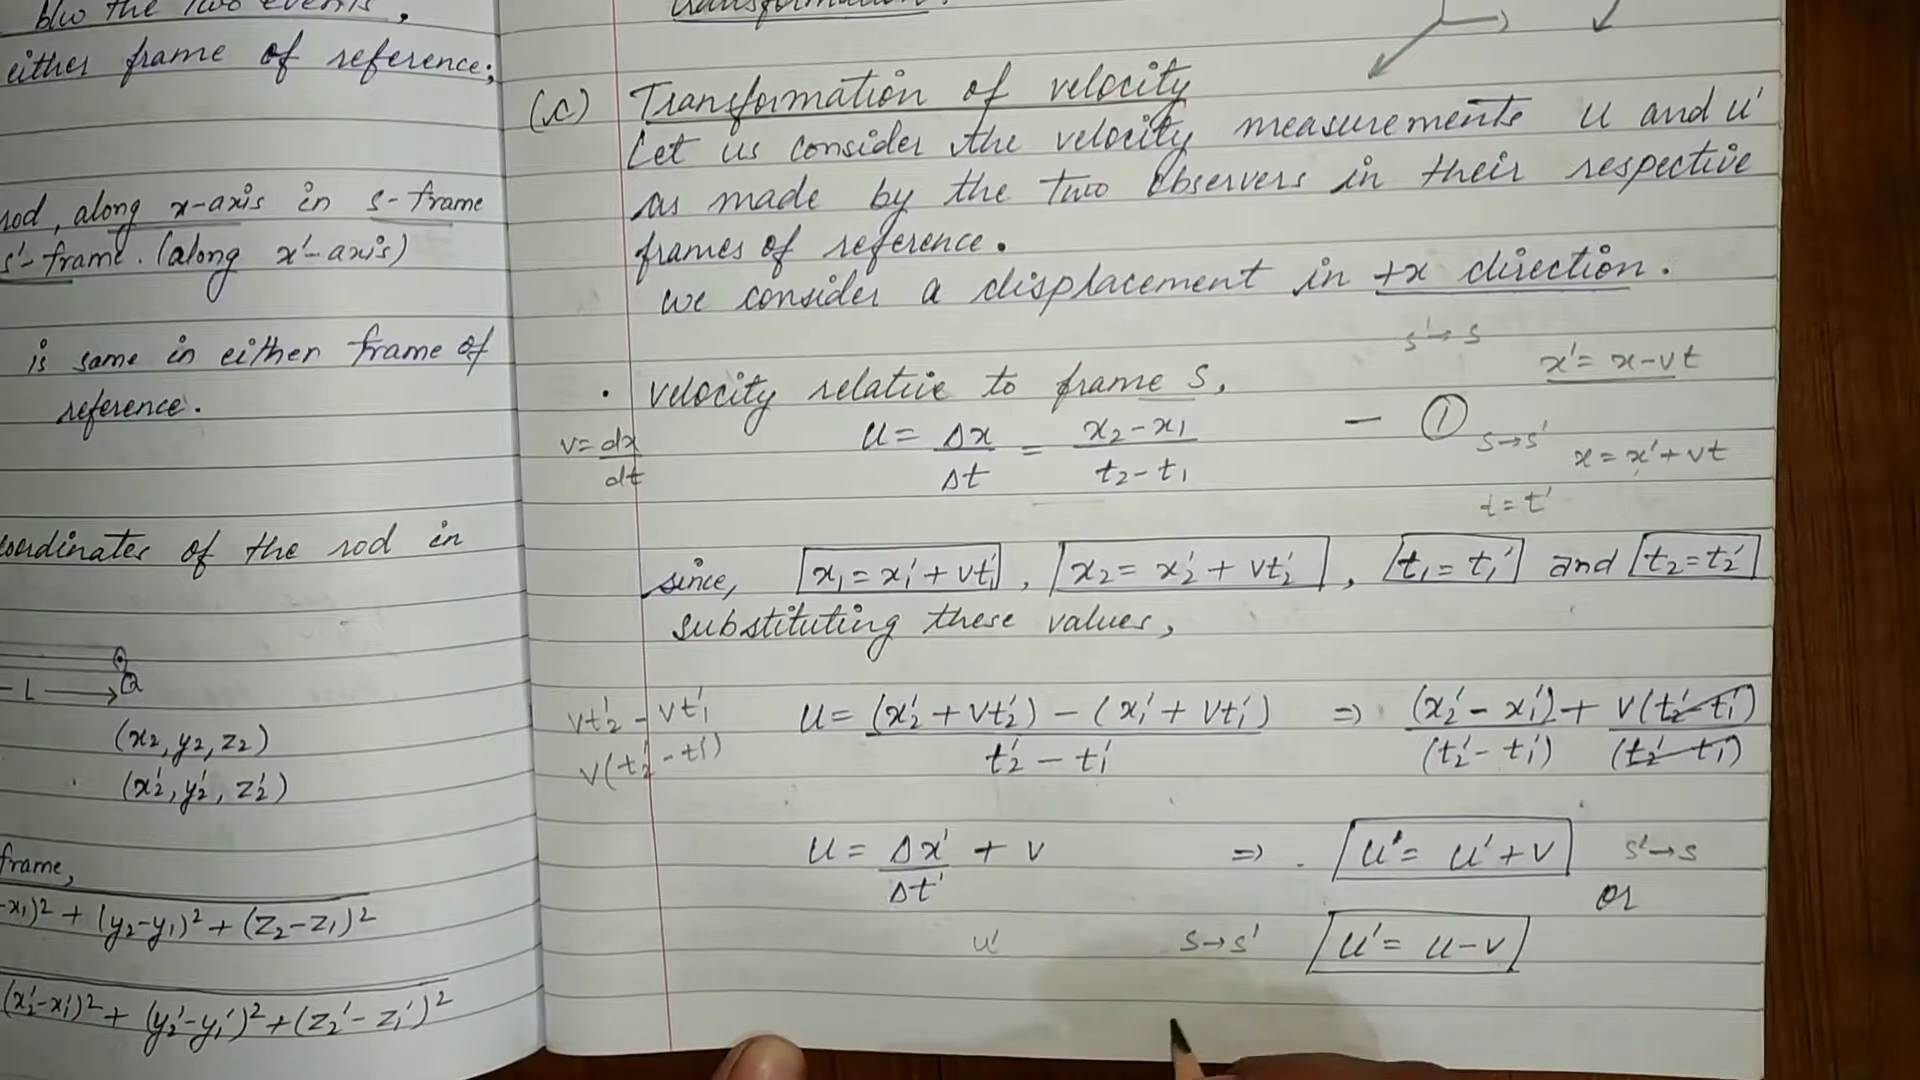 b/w the two events,
either frame of reference;
rod, along x-axis in s-frame
s'-frame. (along x'-axis)
is same in either frame of
reference.
coordinates of the rod in
L → Q
(x2, y2, z2)
(x2', y2', z2')
frame,
-x1)² + (y2-y1)² + (z2-z1)²
(x2'-x1')² + (y2'-y1')² + (z2'-z1')²
transformation.
(c) Transformation of velocity
Let us consider the velocity measurements u and u'
as made by the two observers in their respective
frames of reference.
we consider a displacement in +x direction.
s'→s
x' = x-vt
• velocity relative to frame S,
v = dx/dt
u = Δx/Δt = (x2-x1)/(t2-t1) — ①
s→s'
x = x'+vt
t = t'
since, x1 = x1' + vt1', x2 = x2' + vt2', t1 = t1' and t2 = t2'
substituting these values,
vt2' - vt1'
v(t2' - t1')
u = (x2' + vt2') - (x1' + vt1') / t2' - t1' ⇒ (x2' - x1') / (t2' - t1') + v(t2' - t1') / (t2' - t1')
u = Δx'/Δt' + v ⇒ u' = u' + v s'→s
or
u' s→s' u' = u-v